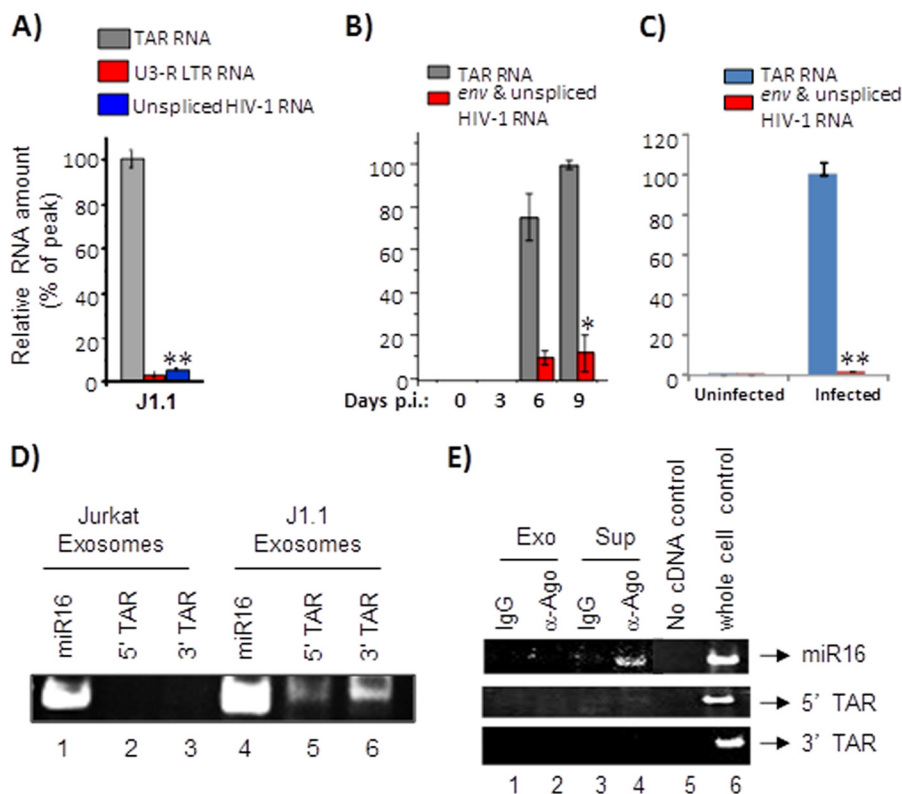 A)
TAR RNA
U3-R LTR RNA
Unspliced HIV-1 RNA
Relative RNA amount
(% of peak)
100
80
60
40
20
0
**
J1.1
B)
TAR RNA
env & unspliced
HIV-1 RNA
100
80
60
40
20
0
*
Days p.i.: 0 3 6 9
C)
TAR RNA
env & unspliced
HIV-1 RNA
120
100
80
60
40
20
0
**
Uninfected Infected
D)
Jurkat
Exosomes
J1.1
Exosomes
miR16 5' TAR 3' TAR miR16 5' TAR 3' TAR
1 2 3 4 5 6
E)
Exo Sup
IgG α-Ago IgG α-Ago No cDNA control whole cell control
miR16
5' TAR
3' TAR
1 2 3 4 5 6